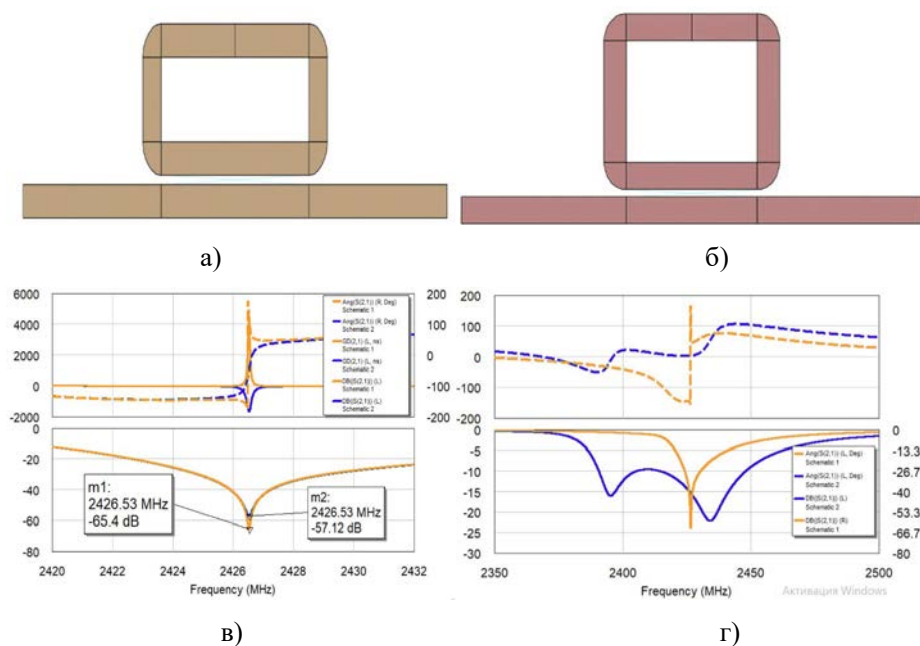 а)
б)
6000
4000
2000
0
-2000
200
100
0
-100
-200
Ang(S(2,1)) (R, Deg)
Schematic 1
Ang(S(2,1)) (R, Deg)
Schematic 2
GD(2,1) (L, ns)
Schematic 1
GD(2,1) (L, ns)
Schematic 2
DB(|S(2,1)|) (L)
Schematic 1
DB(|S(2,1)|) (L)
Schematic 2
0
-20
-40
-60
-80
m1:
2426.53 MHz
-65.4 dB
m2:
2426.53 MHz
-57.12 dB
2420 2422 2424 2426 2428 2430 2432
Frequency (MHz)
в)
200
100
0
-100
-200
0
-5
-10
-15
-20
-25
-30
0
-13.3
-26.7
-40
-53.3
-66.7
-80
Ang(S(2,1)) (L, Deg)
Schematic 1
Ang(S(2,1)) (L, Deg)
Schematic 2
DB(|S(2,1)|) (L)
Schematic 2
DB(|S(2,1)|) (R)
Schematic 1
2350 2400 2450 2500
Frequency (MHz)
Активация Windows
г)